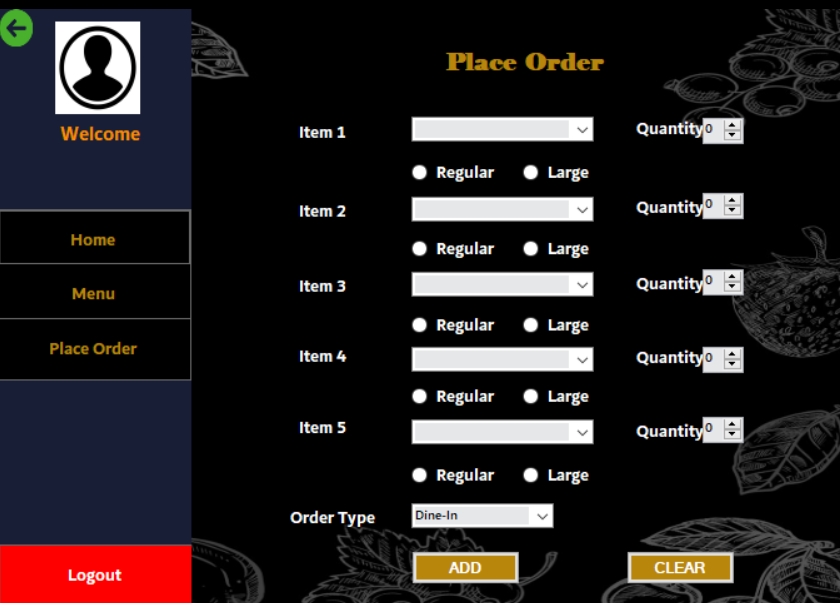 Place Order
Welcome
Item 1 Quantity 0
Regular Large
Item 2 Quantity 0
Regular Large
Home
Item 3 Quantity 0
Menu
Regular Large
Place Order
Item 4 Quantity 0
Regular Large
Item 5 Quantity 0
Regular Large
Order Type Dine-In
Logout
ADD CLEAR